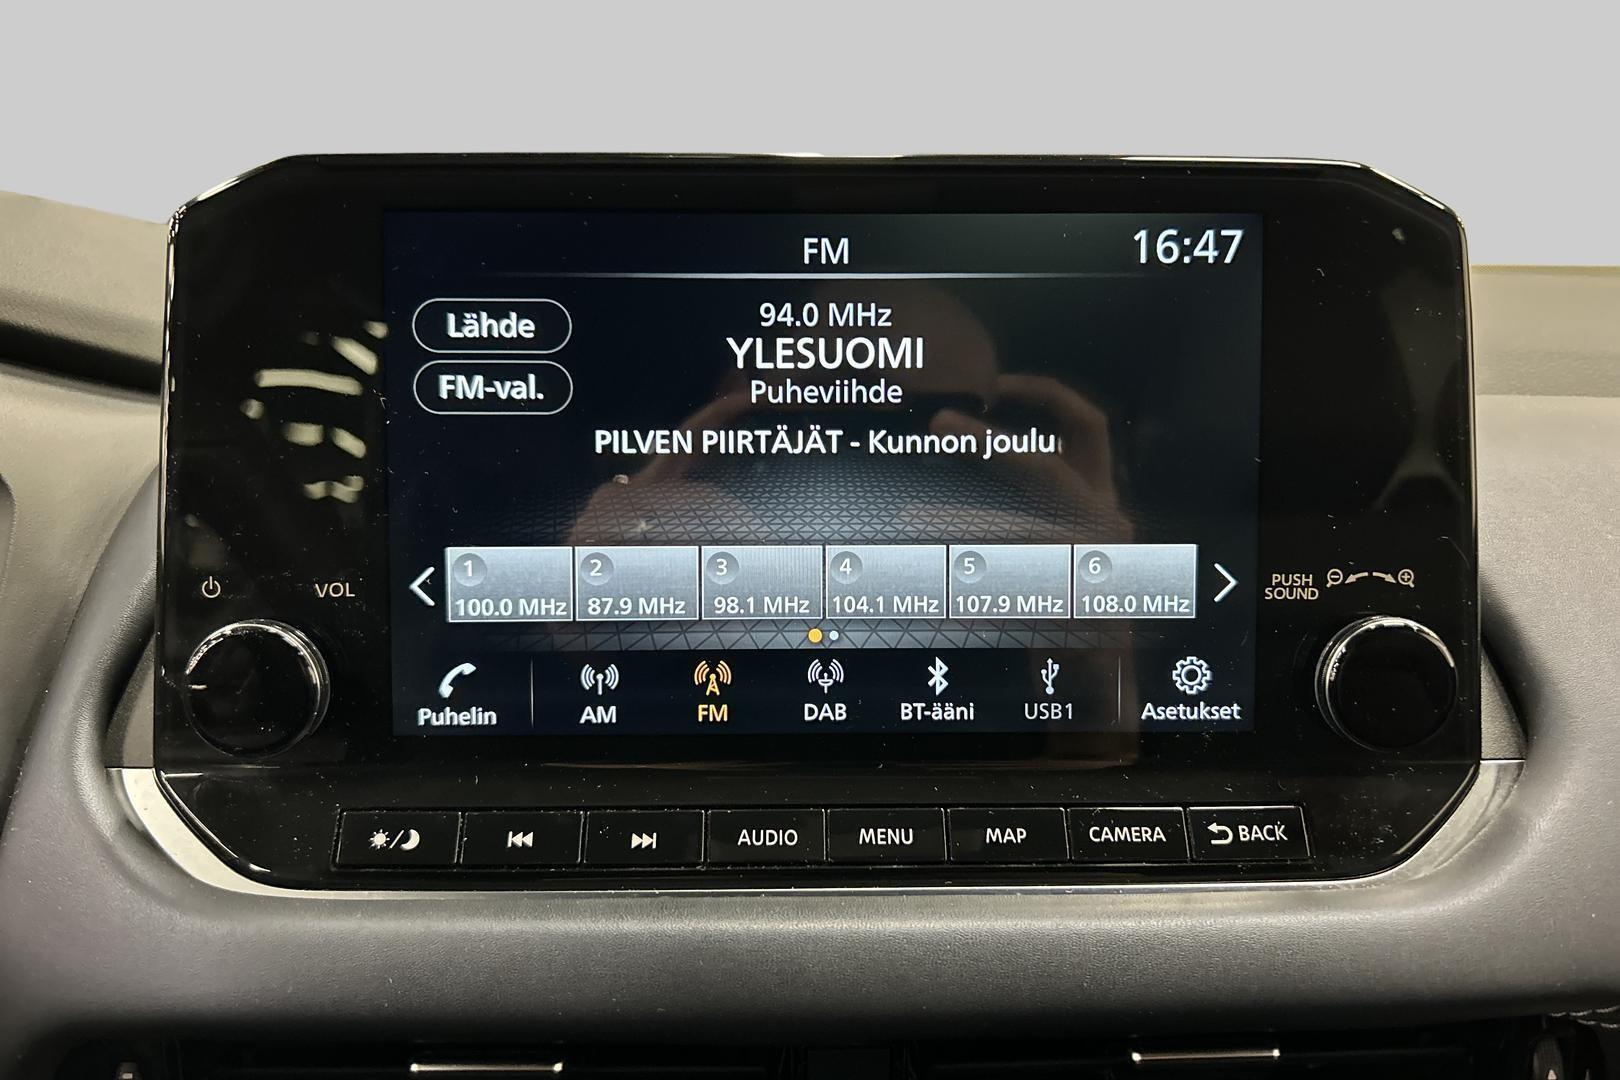 FM
16:47
Lähde
FM-val.
94.0 MHz
YLESUOMI
Puheviihde
PILVEN PIIRTÄJÄT - Kunnon joulu
1
100.0 MHz
2
87.9 MHz
3
98.1 MHz
4
104.1 MHz
5
107.9 MHz
6
108.0 MHz
VOL
PUSH
SOUND
Puhelin
AM
FM
DAB
BT-ääni
USB1
Asetukset
AUDIO
MENU
MAP
CAMERA
BACK